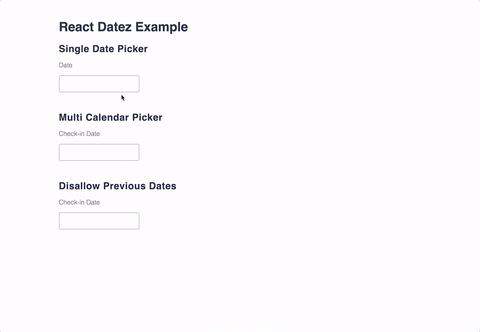 React Datez Example
Single Date Picker
Date
Multi Calendar Picker
Check-in Date
Disallow Previous Dates
Check-in Date